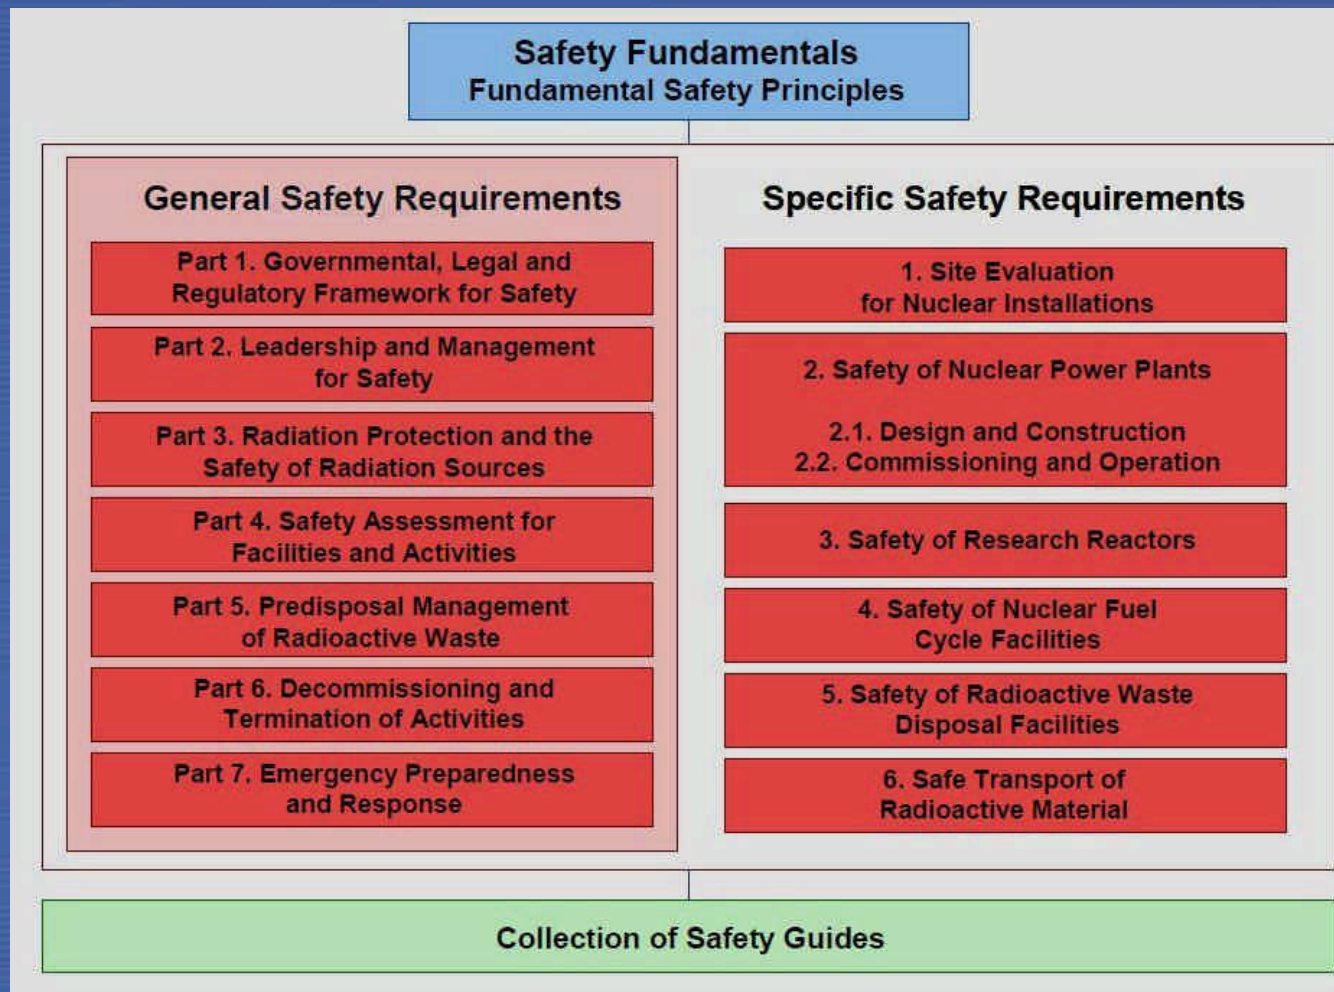 Safety Fundamentals
Fundamental Safety Principles
General Safety Requirements
Part 1. Governmental, Legal and
Regulatory Framework for Safety
Part 2. Leadership and Management
for Safety
Part 3. Radiation Protection and the
Safety of Radiation Sources
Part 4. Safety Assessment for
Facilities and Activities
Part 5. Predisposal Management
of Radioactive Waste
Part 6. Decommissioning and
Termination of Activities
Part 7. Emergency Preparedness
and Response
Specific Safety Requirements
1. Site Evaluation
for Nuclear Installations
2. Safety of Nuclear Power Plants
2.1. Design and Construction
2.2. Commissioning and Operation
3. Safety of Research Reactors
4. Safety of Nuclear Fuel
Cycle Facilities
5. Safety of Radioactive Waste
Disposal Facilities
6. Safe Transport of
Radioactive Material
Collection of Safety Guides